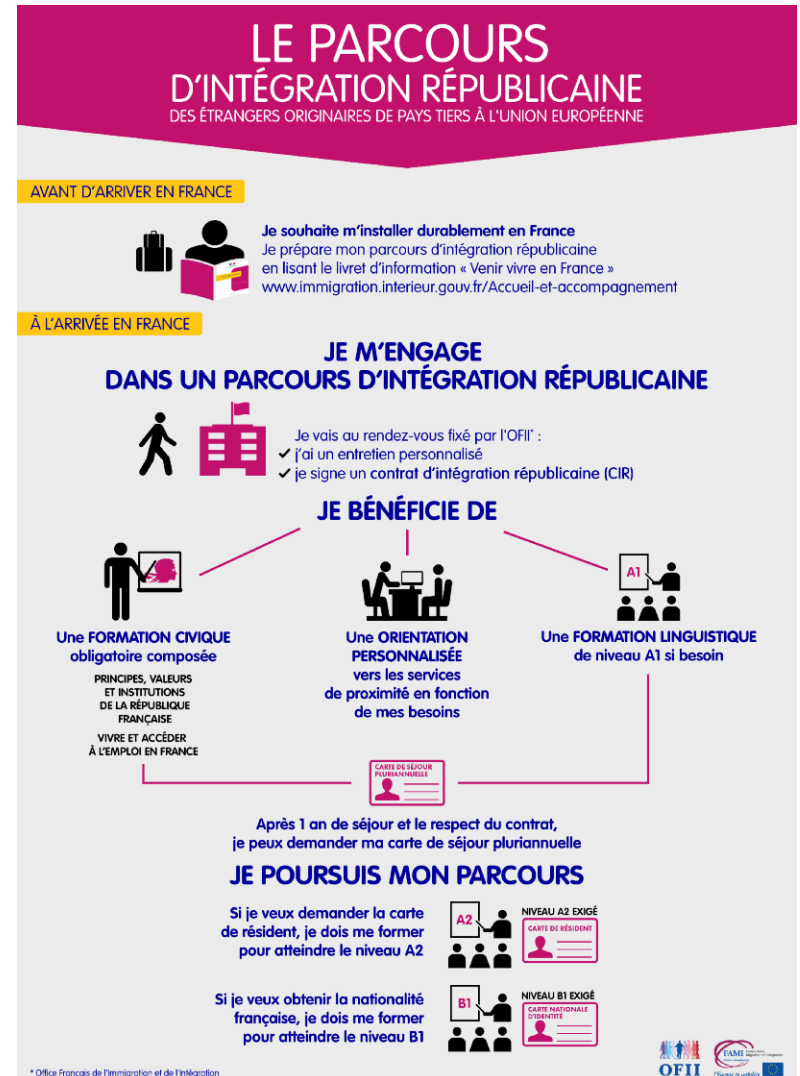 LE PARCOURS
D'INTÉGRATION RÉPUBLICAINE
DES ÉTRANGERS ORIGINAIRES DE PAYS TIERS À L'UNION EUROPÉENNE
AVANT D'ARRIVER EN FRANCE
Je souhaite m'installer durablement en France
Je prépare mon parcours d'intégration républicaine
en lisant le livret d'information « Venir vivre en France »
www.immigration.interieur.gouv.fr/Accueil-et-accompagnement
À L'ARRIVÉE EN FRANCE
JE M'ENGAGE
DANS UN PARCOURS D'INTÉGRATION RÉPUBLICAINE
Je vais au rendez-vous fixé par l'OFII* :
✓ j'ai un entretien personnalisé
✓ je signe un contrat d'intégration républicaine (CIR)
JE BÉNÉFICIE DE
Une FORMATION CIVIQUE
obligatoire composée
PRINCIPES, VALEURS
ET INSTITUTIONS
DE LA RÉPUBLIQUE
FRANÇAISE
VIVRE ET ACCÉDER
À L'EMPLOI EN FRANCE
Une ORIENTATION
PERSONNALISÉE
vers les services
de proximité en fonction
de mes besoins
A1
Une FORMATION LINGUISTIQUE
de niveau A1 si besoin
CARTE DE SÉJOUR
PLURIANNUELLE
Après 1 an de séjour et le respect du contrat,
je peux demander ma carte de séjour pluriannuelle
JE POURSUIS MON PARCOURS
Si je veux demander la carte
de résident, je dois me former
pour atteindre le niveau A2
A2
NIVEAU A2 EXIGÉ
CARTE DE RÉSIDENT
Si je veux obtenir la nationalité
française, je dois me former
pour atteindre le niveau B1
B1
NIVEAU B1 EXIGÉ
CARTE NATIONALE
D'IDENTITÉ
* Office Français de l'Immigration et de l'Intégration
OFII
FAMI